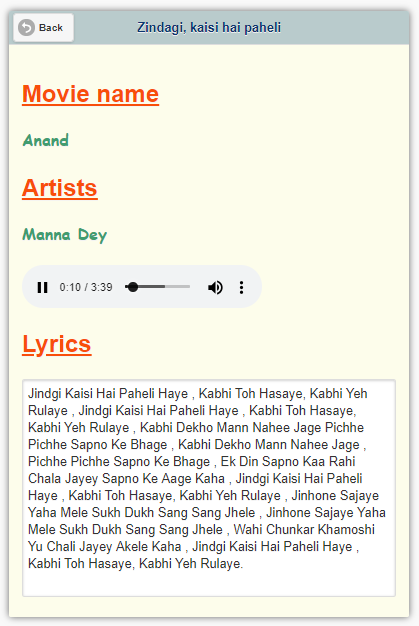 Back
Zindagi, kaisi hai paheli
Movie name
Anand
Artists
Manna Dey
0:10 / 3:39
Lyrics
Jindgi Kaisi Hai Paheli Haye , Kabhi Toh Hasaye, Kabhi Yeh
Rulaye , Jindgi Kaisi Hai Paheli Haye , Kabhi Toh Hasaye,
Kabhi Yeh Rulaye , Kabhi Dekho Mann Nahee Jage Pichhe
Pichhe Sapno Ke Bhage , Kabhi Dekho Mann Nahee Jage ,
Pichhe Pichhe Sapno Ke Bhage , Ek Din Sapno Kaa Rahi
Chala Jayey Sapno Ke Aage Kaha , Jindgi Kaisi Hai Paheli
Haye , Kabhi Toh Hasaye, Kabhi Yeh Rulaye , Jinhone Sajaye
Yaha Mele Sukh Dukh Sang Sang Jhele , Jinhone Sajaye Yaha
Mele Sukh Dukh Sang Sang Jhele , Wahi Chunkar Khamoshi
Yu Chali Jayey Akele Kaha , Jindgi Kaisi Hai Paheli Haye ,
Kabhi Toh Hasaye, Kabhi Yeh Rulaye.